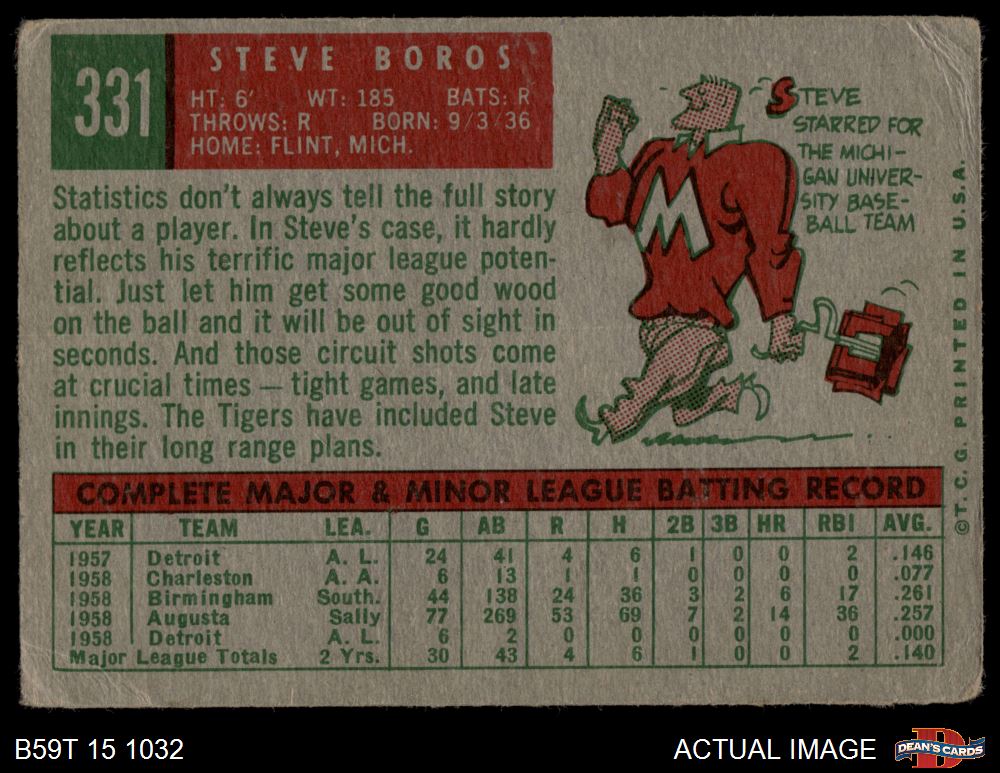 331
STEVE BOROS
HT: 6' WT: 185 BATS: R
THROWS: R BORN: 9/3/36
HOME: FLINT, MICH.
Statistics don't always tell the full story
about a player. In Steve's case, it hardly
reflects his terrific major league poten-
tial. Just let him get some good wood
on the ball and it will be out of sight in
seconds. And those circuit shots come
at crucial times — tight games, and late
innings. The Tigers have included Steve
in their long range plans.
M
STEVE
STARRED FOR
THE MICHI-
GAN UNIVER-
SITY BASE-
BALL TEAM
©T.C.G. PRINTED IN U.S.A.
COMPLETE MAJOR & MINOR LEAGUE BATTING RECORD
YEAR TEAM LEA. G AB R H 2B 3B HR RBI AVG.
1957 Detroit A. L. 24 41 4 6 1 0 0 2 .146
1958 Charleston A. A. 6 13 1 1 0 0 0 0 .077
1958 Birmingham South. 44 138 24 36 3 2 6 17 .261
1958 Augusta Sally 77 269 53 69 7 2 14 36 .257
1958 Detroit A. L. 6 2 0 0 0 0 0 0 .000
Major League Totals 2 Yrs. 30 43 4 6 1 0 0 2 .140
B59T 15 1032
ACTUAL IMAGE
D
DEAN'S CARDS